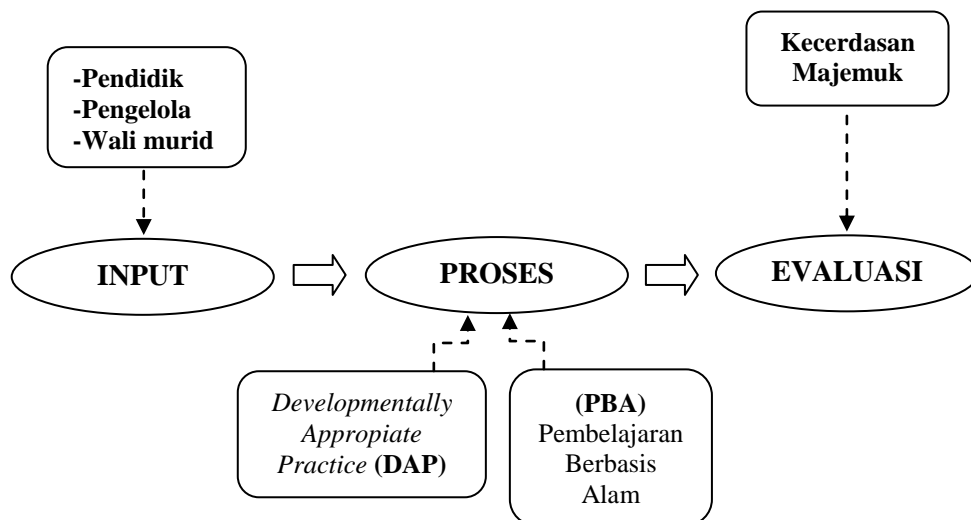 -Pendidik
-Pengelola
-Wali murid
Kecerdasan
Majemuk
INPUT
PROSES
EVALUASI
Developmentally
Appropiate
Practice (DAP)
(PBA)
Pembelajaran
Berbasis
Alam